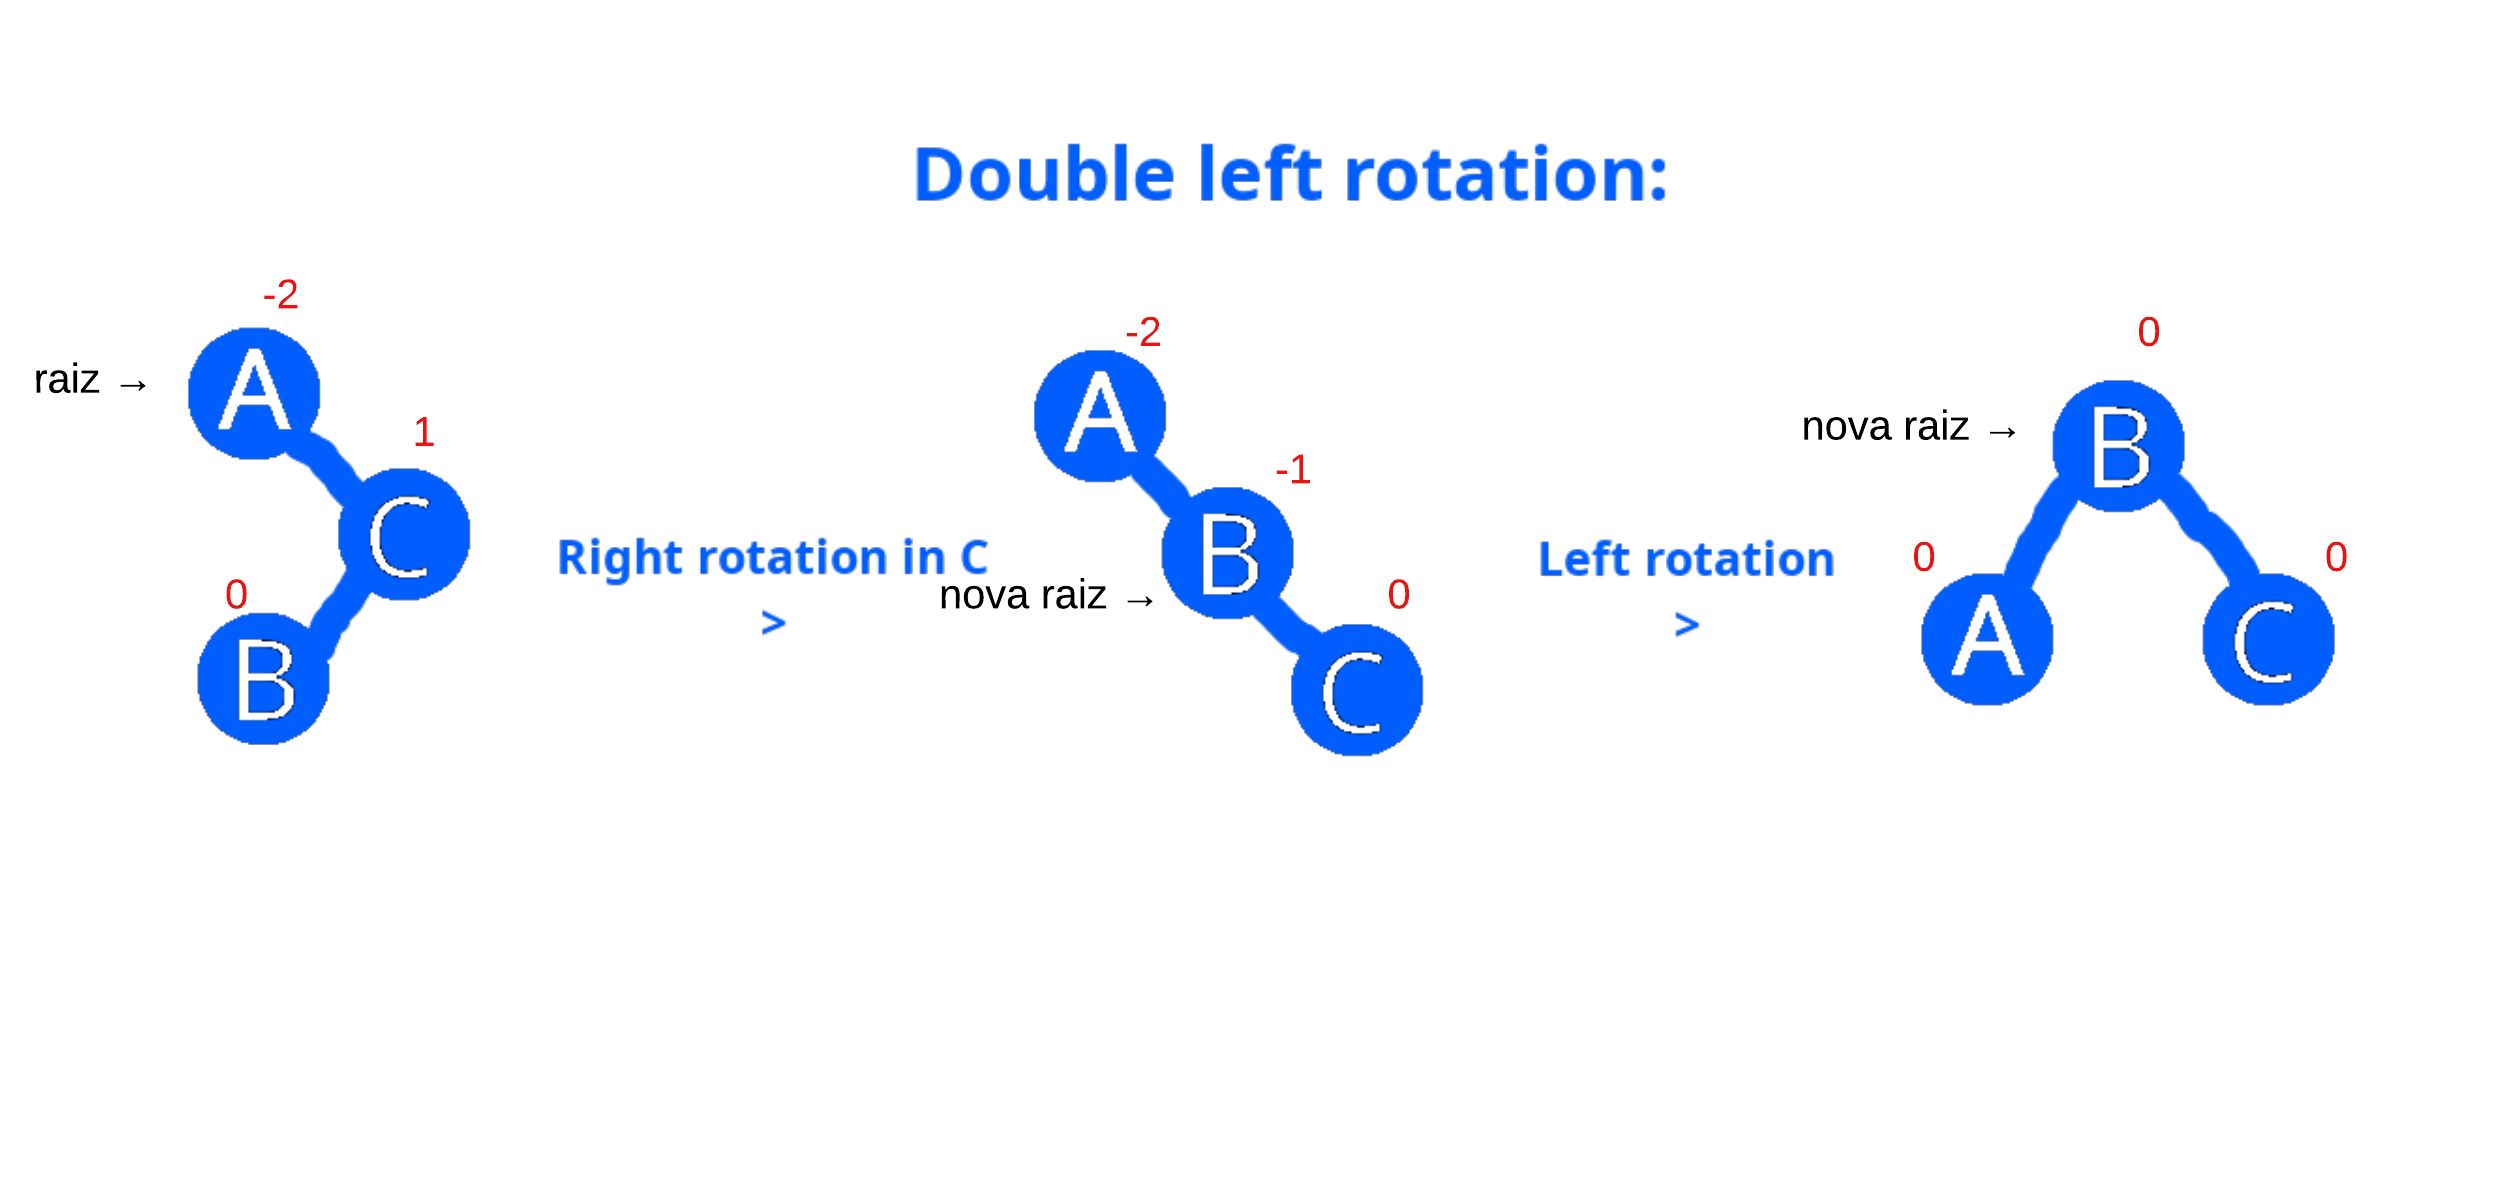 Double left rotation:
-2
raiz →
A
1
C
0
B
Right rotation in C
>
-2
A
-1
B
nova raiz →
0
C
Left rotation
>
0
nova raiz →
B
0
A
0
C